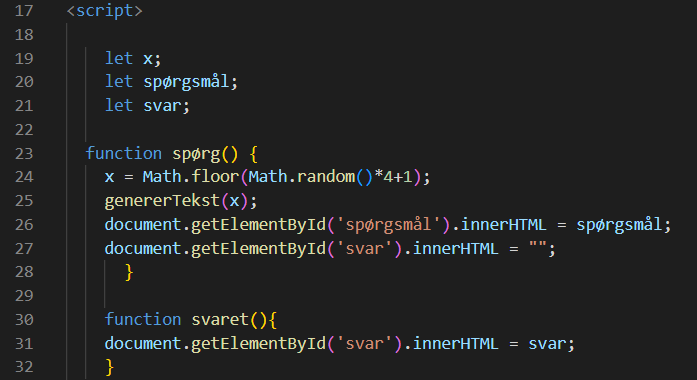 17 <script>
18
19 let x;
20 let spørgsmål;
21 let svar;
22
23 function spørg() {
24 x = Math.floor(Math.random()*4+1);
25 genererTekst(x);
26 document.getElementById('spørgsmål').innerHTML = spørgsmål;
27 document.getElementById('svar').innerHTML = "";
28 }
29
30 function svaret(){
31 document.getElementById('svar').innerHTML = svar;
32 }